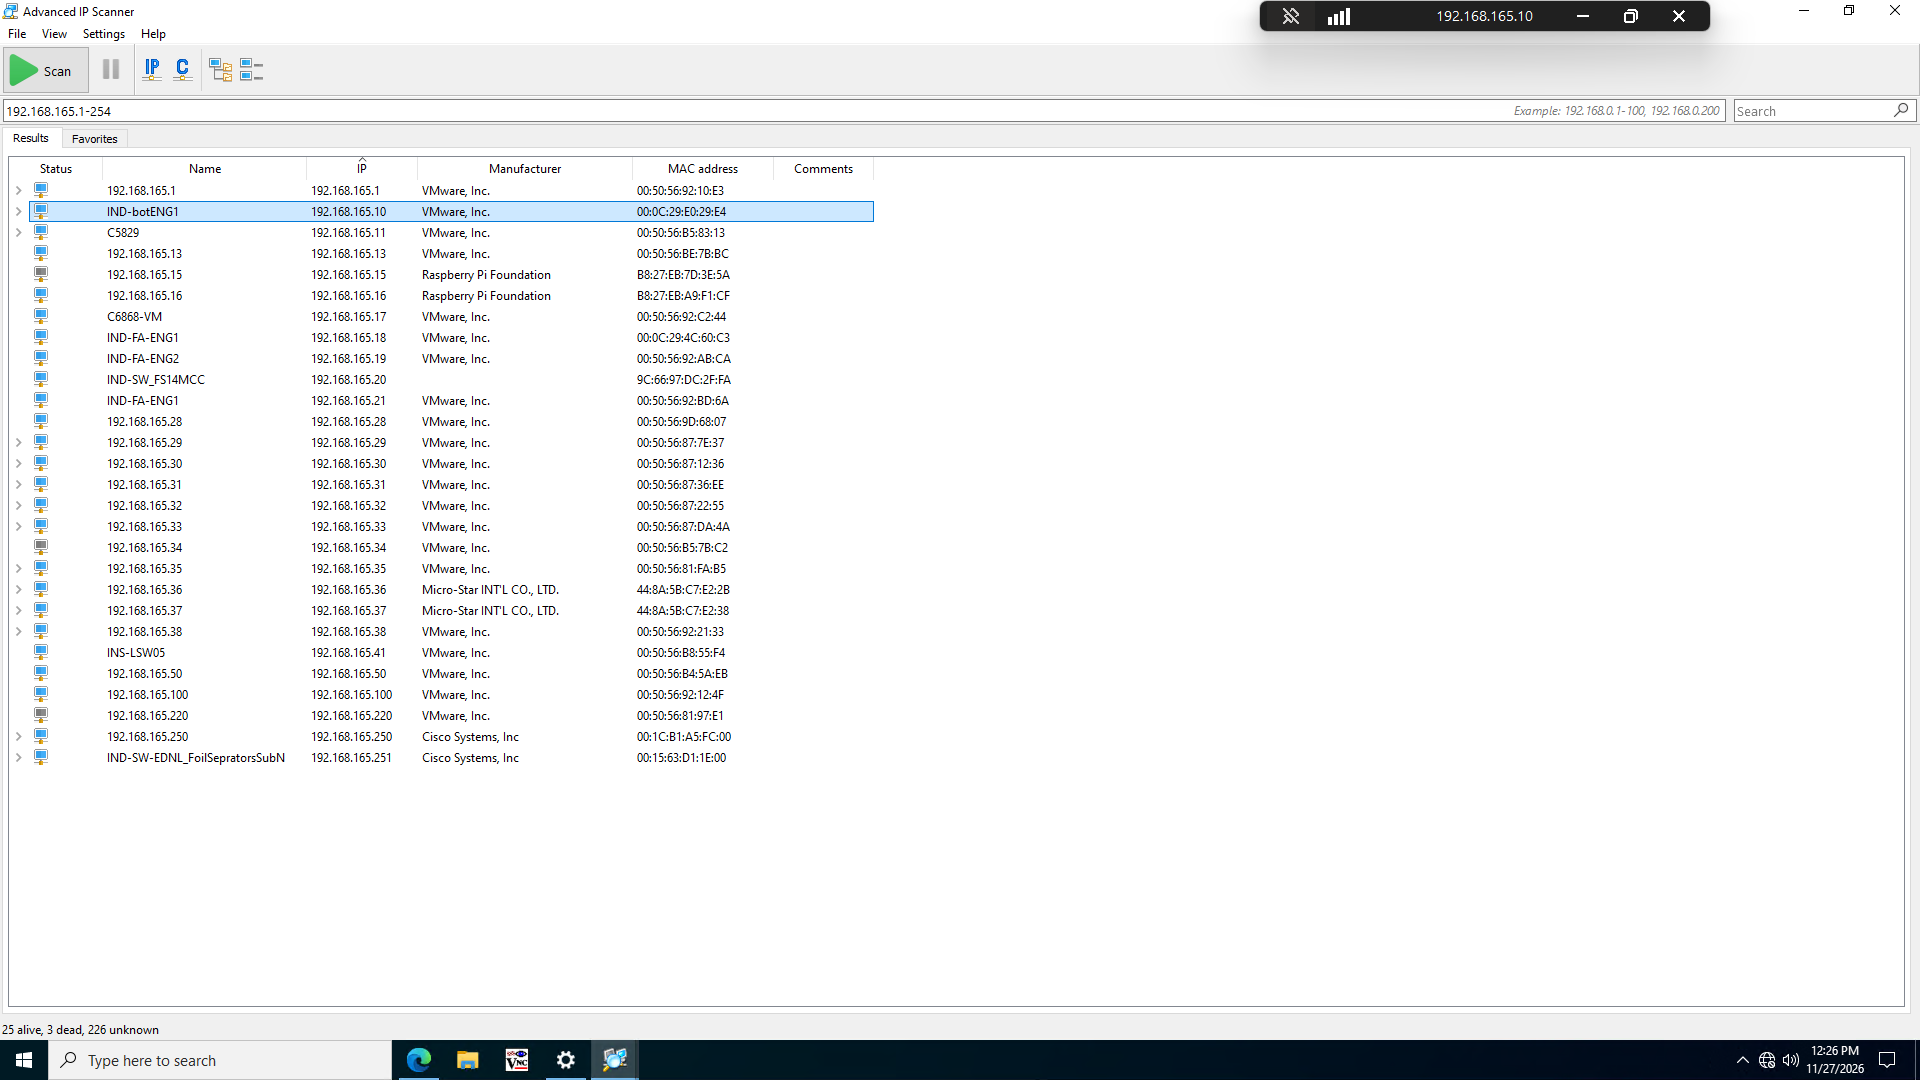 Advanced IP Scanner
192.168.165.10
File View Settings Help
Scan IP C
192.168.165.1-254 Example: 192.168.0.1-100, 192.168.0.200 Search
Results Favorites
Status Name IP Manufacturer MAC address Comments
192.168.165.1 192.168.165.1 VMware, Inc. 00:50:56:92:10:E3
IND-botENG1 192.168.165.10 VMware, Inc. 00:0C:29:E0:29:E4
C5829 192.168.165.11 VMware, Inc. 00:50:56:B5:83:13
192.168.165.13 192.168.165.13 VMware, Inc. 00:50:56:BE:7B:BC
192.168.165.15 192.168.165.15 Raspberry Pi Foundation B8:27:EB:7D:3E:5A
192.168.165.16 192.168.165.16 Raspberry Pi Foundation B8:27:EB:A9:F1:CF
C6868-VM 192.168.165.17 VMware, Inc. 00:50:56:92:C2:44
IND-FA-ENG1 192.168.165.18 VMware, Inc. 00:0C:29:4C:60:C3
IND-FA-ENG2 192.168.165.19 VMware, Inc. 00:50:56:92:AB:CA
IND-SW_FS14MCC 192.168.165.20 9C:66:97:DC:2F:FA
IND-FA-ENG1 192.168.165.21 VMware, Inc. 00:50:56:92:BD:6A
192.168.165.28 192.168.165.28 VMware, Inc. 00:50:56:9D:68:07
192.168.165.29 192.168.165.29 VMware, Inc. 00:50:56:87:7E:37
192.168.165.30 192.168.165.30 VMware, Inc. 00:50:56:87:12:36
192.168.165.31 192.168.165.31 VMware, Inc. 00:50:56:87:36:EE
192.168.165.32 192.168.165.32 VMware, Inc. 00:50:56:87:22:55
192.168.165.33 192.168.165.33 VMware, Inc. 00:50:56:87:DA:4A
192.168.165.34 192.168.165.34 VMware, Inc. 00:50:56:B5:7B:C2
192.168.165.35 192.168.165.35 VMware, Inc. 00:50:56:81:FA:B5
192.168.165.36 192.168.165.36 Micro-Star INT'L CO., LTD. 44:8A:5B:C7:E2:2B
192.168.165.37 192.168.165.37 Micro-Star INT'L CO., LTD. 44:8A:5B:C7:E2:38
192.168.165.38 192.168.165.38 VMware, Inc. 00:50:56:92:21:33
INS-LSW05 192.168.165.41 VMware, Inc. 00:50:56:B8:55:F4
192.168.165.50 192.168.165.50 VMware, Inc. 00:50:56:B4:5A:EB
192.168.165.100 192.168.165.100 VMware, Inc. 00:50:56:92:12:4F
192.168.165.220 192.168.165.220 VMware, Inc. 00:50:56:81:97:E1
192.168.165.250 192.168.165.250 Cisco Systems, Inc 00:1C:B1:A5:FC:00
IND-SW-EDNL_FoilSepratorsSubN 192.168.165.251 Cisco Systems, Inc 00:15:63:D1:1E:00
25 alive, 3 dead, 226 unknown
Type here to search VNC 12:26 PM
11/27/2026